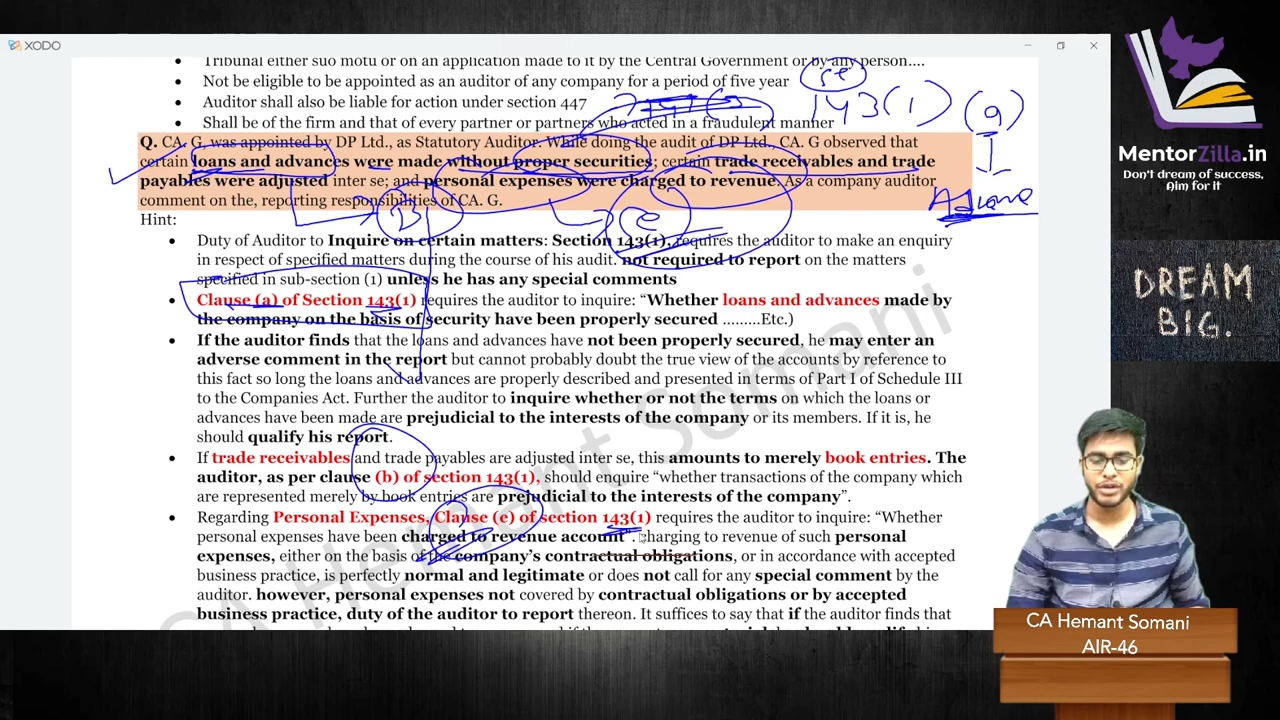 XODO
Tribunal either suo motu or on an application made to it by the Central Government or by any person….
Not be eligible to be appointed as an auditor of any company for a period of five year
Auditor shall also be liable for action under section 447
Shall be of the firm and that of every partner or partners who acted in a fraudulent manner
Q. CA. G, was appointed by DP Ltd., as Statutory Auditor. While doing the audit of DP Ltd., CA. G observed that
certain loans and advances were made without proper securities; certain trade receivables and trade
payables were adjusted inter se; and personal expenses were charged to revenue. As a company auditor
comment on the, reporting responsibilities of CA. G.
Hint:
Duty of Auditor to Inquire on certain matters: Section 143(1), requires the auditor to make an enquiry
in respect of specified matters during the course of his audit. not required to report on the matters
specified in sub-section (1) unless he has any special comments
Clause (a) of Section 143(1) requires the auditor to inquire: “Whether loans and advances made by
the company on the basis of security have been properly secured ………Etc.)
If the auditor finds that the loans and advances have not been properly secured, he may enter an
adverse comment in the report but cannot probably doubt the true view of the accounts by reference to
this fact so long the loans and advances are properly described and presented in terms of Part I of Schedule III
to the Companies Act. Further the auditor to inquire whether or not the terms on which the loans or
advances have been made are prejudicial to the interests of the company or its members. If it is, he
should qualify his report.
If trade receivables and trade payables are adjusted inter se, this amounts to merely book entries. The
auditor, as per clause (b) of section 143(1), should enquire “whether transactions of the company which
are represented merely by book entries are prejudicial to the interests of the company”.
Regarding Personal Expenses, Clause (e) of section 143(1) requires the auditor to inquire: “Whether
personal expenses have been charged to revenue account”. charging to revenue of such personal
expenses, either on the basis of the company’s contractual obligations, or in accordance with accepted
business practice, is perfectly normal and legitimate or does not call for any special comment by the
auditor. however, personal expenses not covered by contractual obligations or by accepted
business practice, duty of the auditor to report thereon. It suffices to say that if the auditor finds that
143(1) (a)
B
e
CA Hemant Somani
MentorZilla.in
Don't dream of success,
Aim for it
DREAM
BIG.
CA Hemant Somani
AIR-46